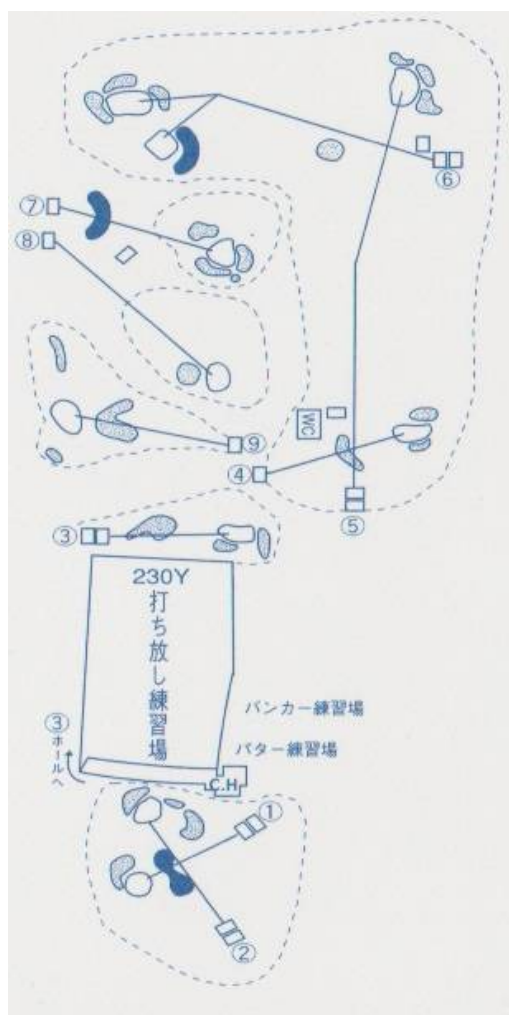 ⑥
⑦
⑧
WC
⑨
④
⑤
③
230Y
打ち放し練習場
バンカー練習場
③ホールへ
パター練習場
C.H
①
②